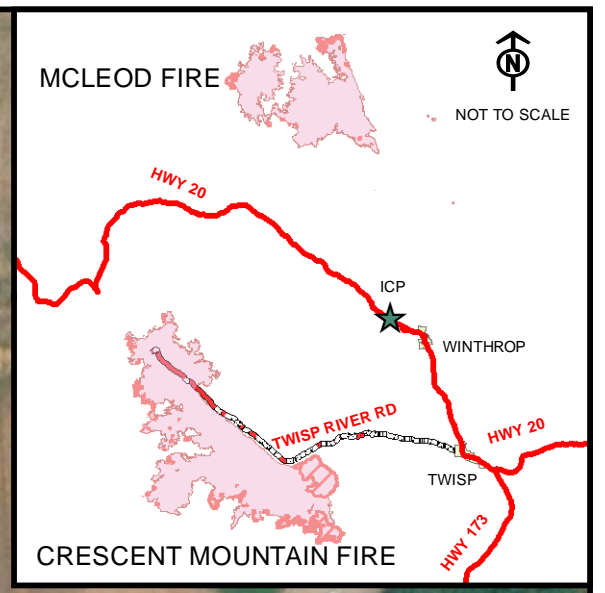 MCLEOD FIRE
N
NOT TO SCALE
HWY 20
ICP
WINTHROP
TWISP RIVER RD
HWY 20
TWISP
HWY 173
CRESCENT MOUNTAIN FIRE